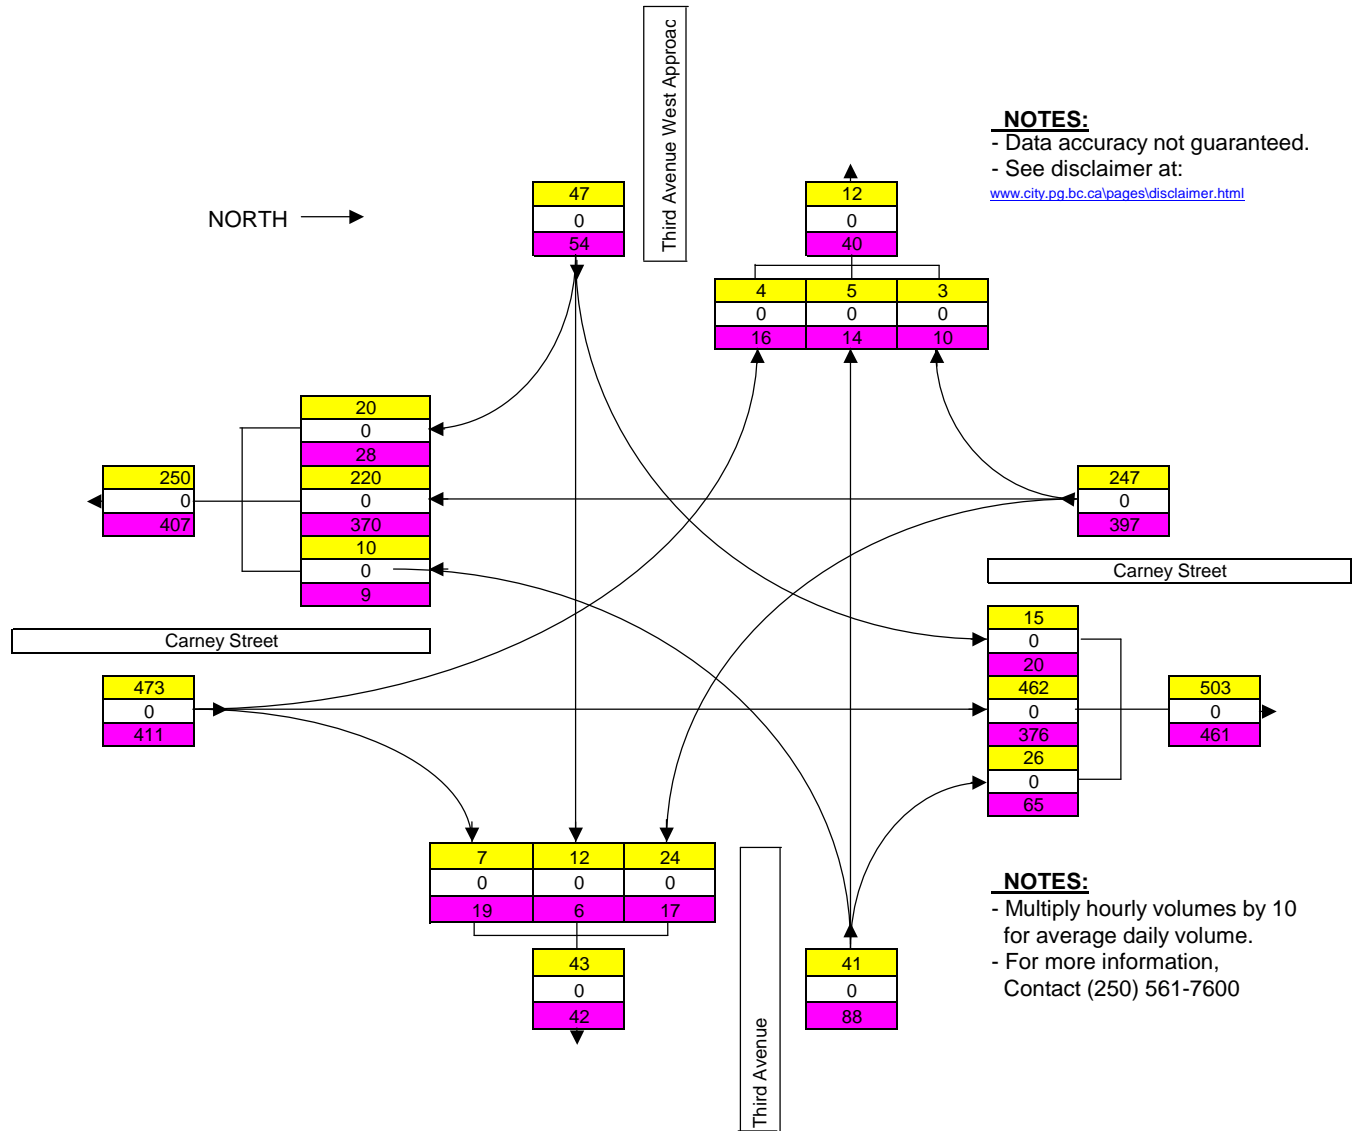 Third Avenue West Approac
NOTES:
- Data accuracy not guaranteed.
- See disclaimer at:
www.city.pg.bc.ca\pages\disclaimer.html
NORTH
47
0
54
12
0
40
4 5 3
0 0 0
16 14 10
20
0
28
220
0
370
10
0
9
250
0
407
247
0
397
Carney Street
Carney Street
15
0
20
462
0
376
26
0
65
503
0
461
473
0
411
7 12 24
0 0 0
19 6 17
43
0
42
Third Avenue
41
0
88
NOTES:
- Multiply hourly volumes by 10
for average daily volume.
- For more information,
Contact (250) 561-7600